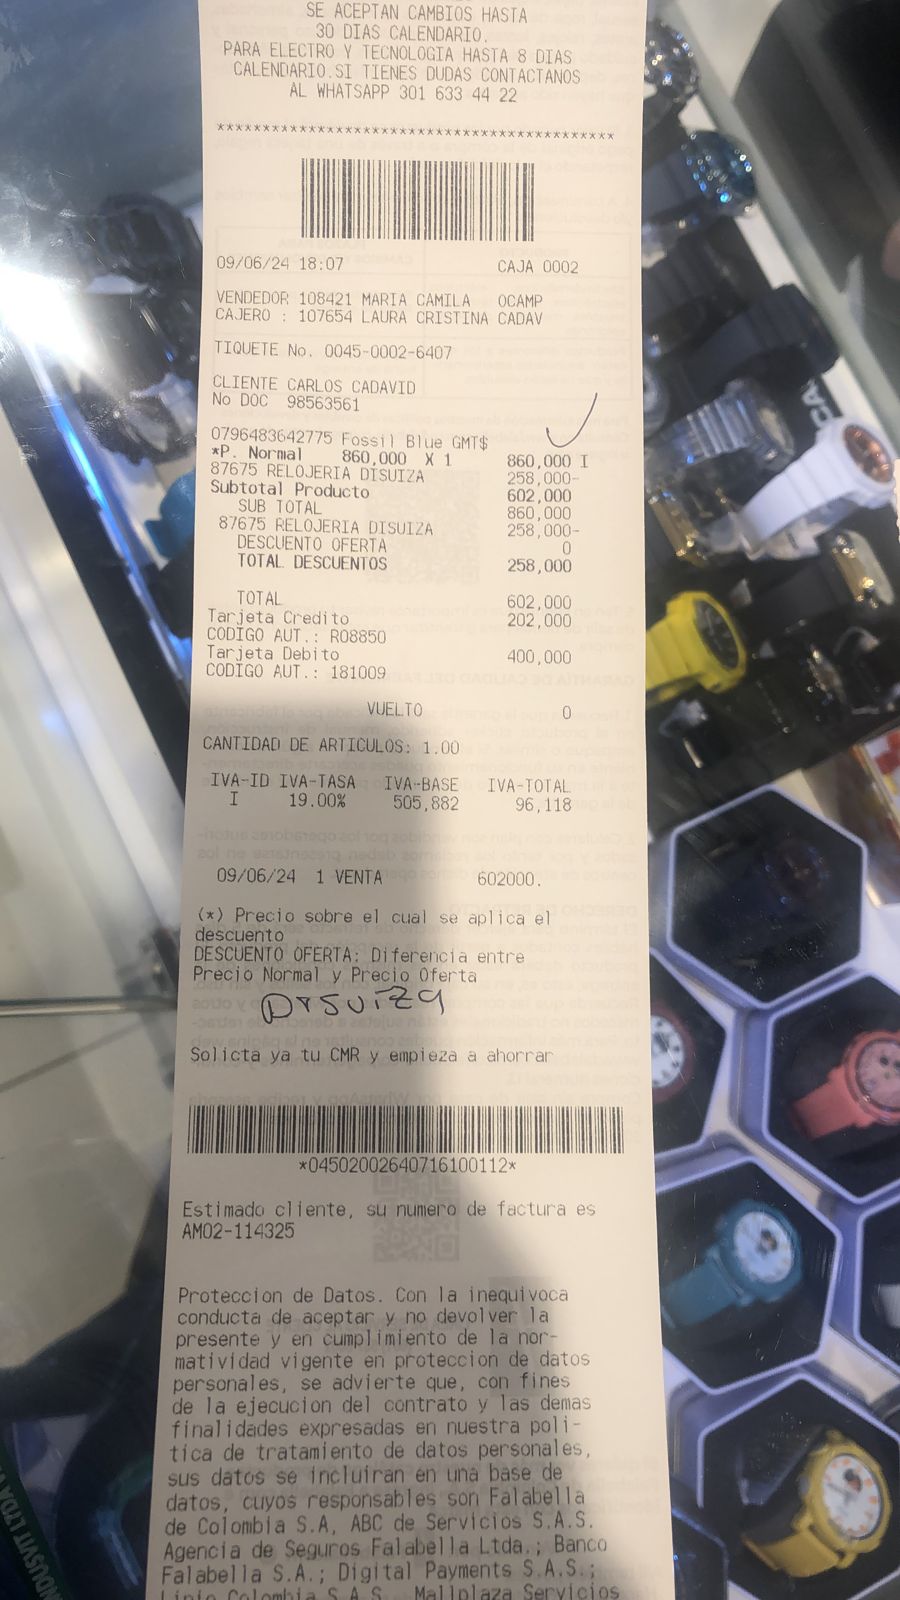 SE ACEPTAN CAMBIOS HASTA
30 DIAS CALENDARIO.
PARA ELECTRO Y TECNOLOGIA HASTA 8 DIAS
CALENDARIO.SI TIENES DUDAS CONTACTANOS
AL WHATSAPP 301 633 44 22
*******************************************
09/06/24 18:07 CAJA 0002
VENDEDOR 108421 MARIA CAMILA OCAMP
CAJERO : 107654 LAURA CRISTINA CADAV
TIQUETE No. 0045-0002-6407
CLIENTE CARLOS CADAVID
No DOC 98563561
0796483642775 Fossil Blue GMT$
*P. Normal 860,000 X 1 860,000 I
87675 RELOJERIA DISUIZA 258,000-
Subtotal Producto 602,000
SUB TOTAL 860,000
87675 RELOJERIA DISUIZA 258,000-
DESCUENTO OFERTA 0
TOTAL DESCUENTOS 258,000
TOTAL 602,000
Tarjeta Credito 202,000
CODIGO AUT.: R08850
Tarjeta Debito 400,000
CODIGO AUT.: 181009
VUELTO 0
CANTIDAD DE ARTICULOS: 1.00
IVA-ID IVA-TASA IVA-BASE IVA-TOTAL
I 19.00% 505,882 96,118
09/06/24 1 VENTA 602000.
(*) Precio sobre el cual se aplica el
descuento
DESCUENTO OFERTA: Diferencia entre
Precio Normal y Precio Oferta
DISUIZA
Solicta ya tu CMR y empieza a ahorrar
*04502002640716100112*
Estimado cliente, su numero de factura es
AM02-114325
Proteccion de Datos. Con la inequivoca
conducta de aceptar y no devolver la
presente y en cumplimiento de la nor-
matividad vigente en proteccion de datos
personales, se advierte que, con fines
de la ejecucion del contrato y las demas
finalidades expresadas en nuestra poli-
tica de tratamiento de datos personales,
sus datos se incluiran en una base de
datos, cuyos responsables son Falabella
de Colombia S.A, ABC de Servicios S.A.S.
Agencia de Seguros Falabella Ltda.; Banco
Falabella S.A.; Digital Payments S.A.S.;
Linio Colombia S.A.S., Mallplaza Servicios